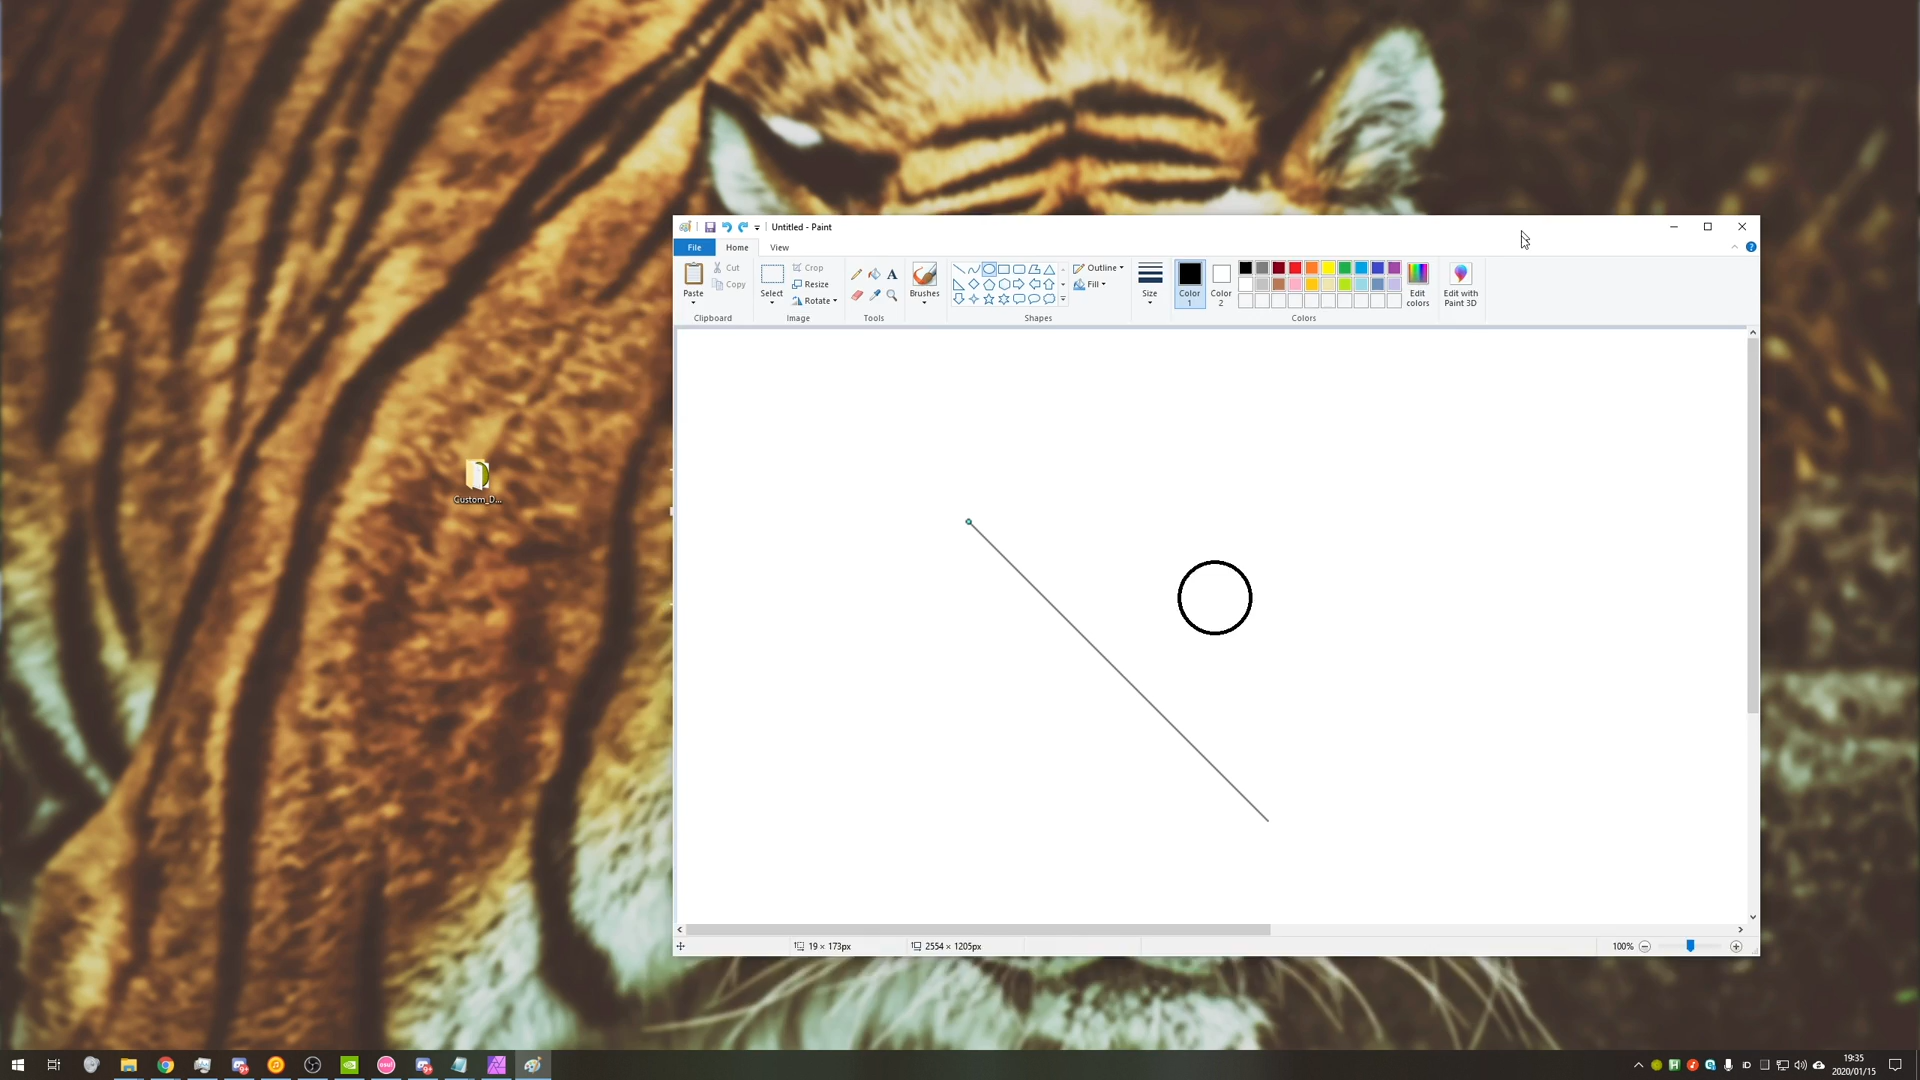 Untitled - Paint
File Home View
Cut Crop Outline
Copy Resize Fill
Paste Select Rotate Brushes Size Color 1 Color 2 Edit colors Edit with Paint 3D
Clipboard Image Tools Shapes Colors
Custom_D...
19 × 173px 2554 × 1205px 100%
19:35
2020/01/15